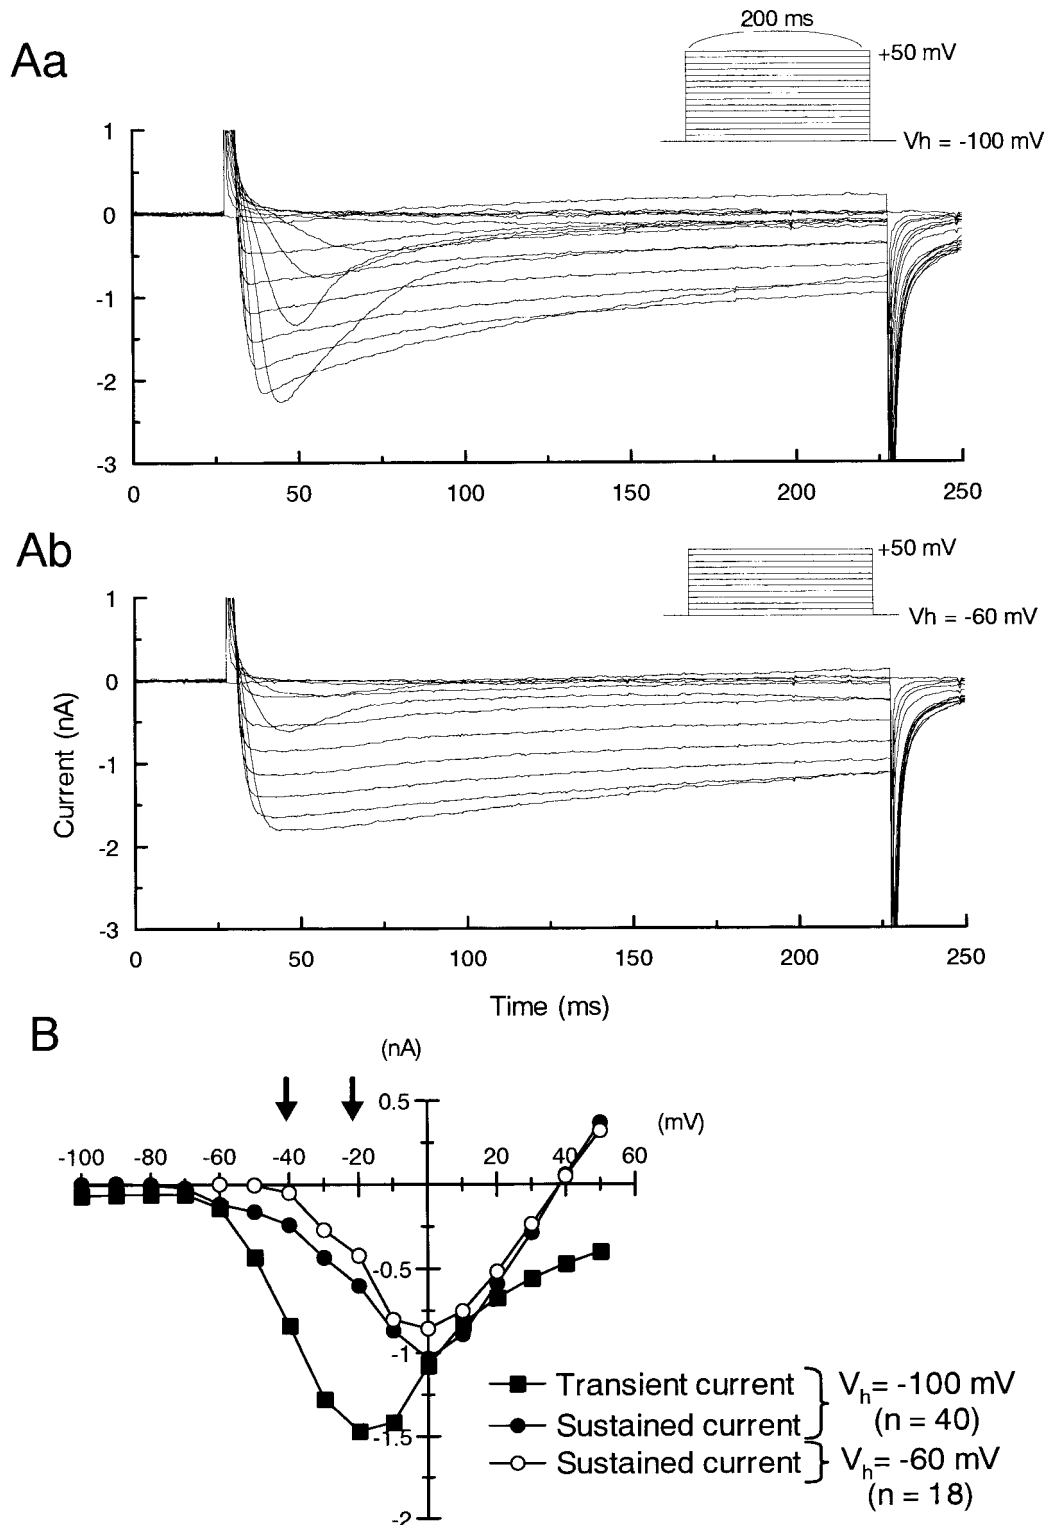 Aa
200 ms
+50 mV
Vh = -100 mV
1
0
-1
-2
-3
0 50 100 150 200 250
Ab
+50 mV
Vh = -60 mV
1
0
-1
-2
-3
Current (nA)
0 50 100 150 200 250
Time (ms)
B
(nA)
0.5
(mV)
-100 -80 -60 -40 -20 20 40 60
-0.5
-1
-1.5
-2
Transient current
Sustained current
Vh= -100 mV
(n = 40)
Sustained current
Vh= -60 mV
(n = 18)